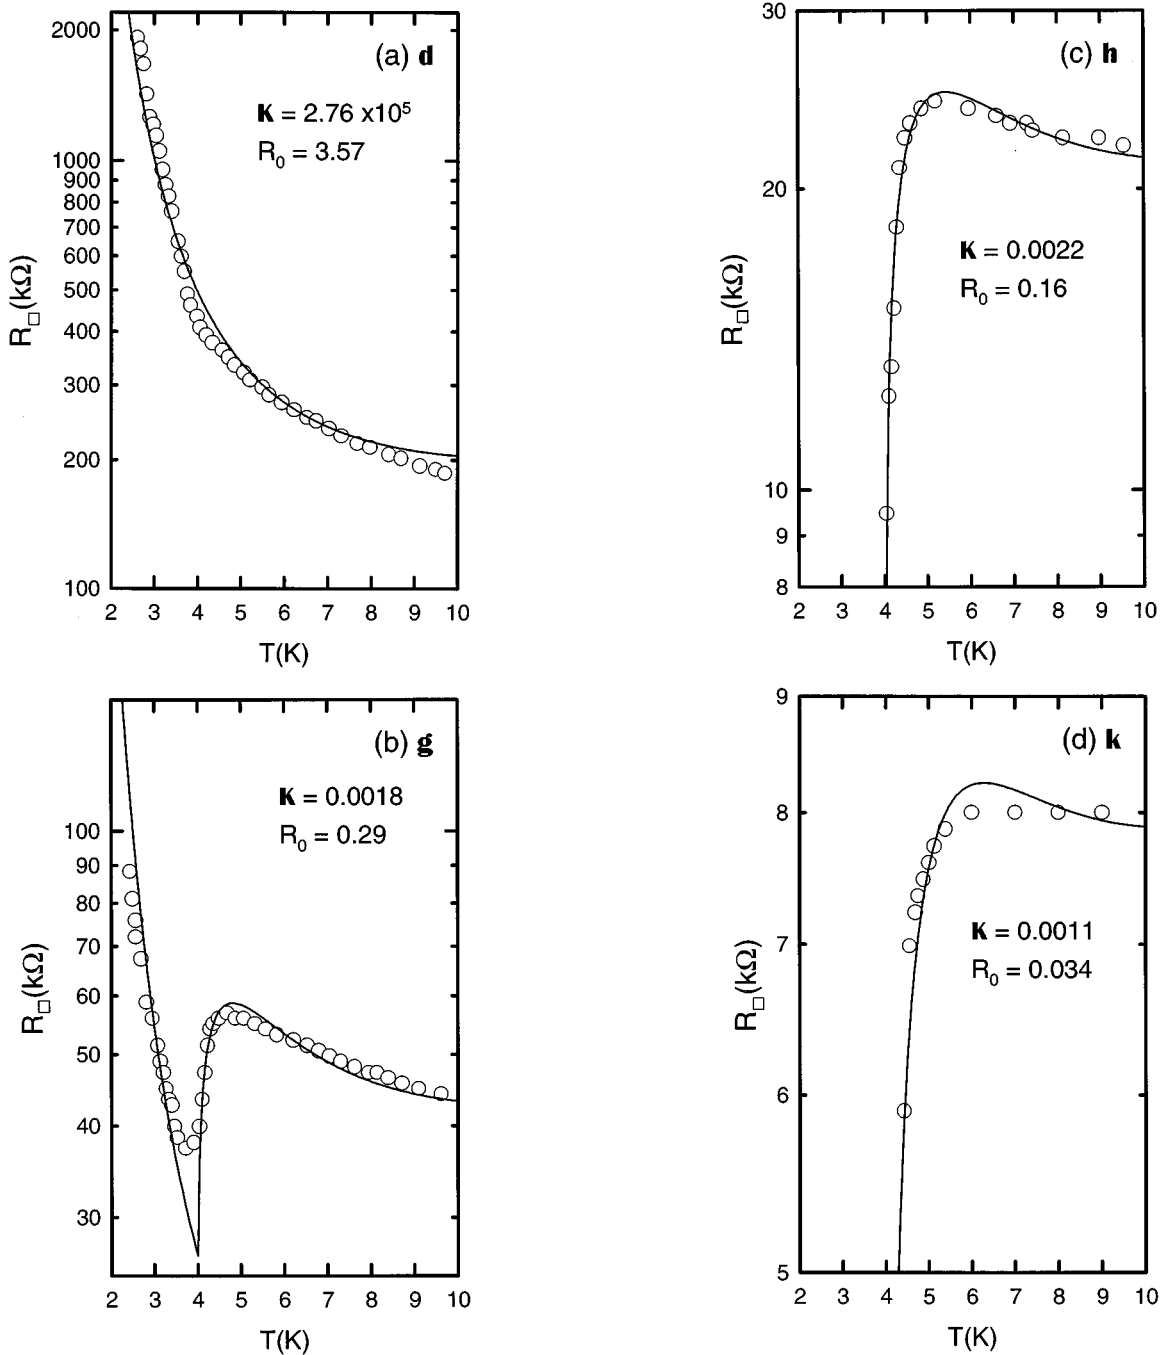 (a) d
K = 2.76 x10⁵
R₀ = 3.57
2000
1000
900
800
700
600
500
400
300
200
100
R□(kΩ)
2 3 4 5 6 7 8 9 10
T(K)
(c) h
K = 0.0022
R₀ = 0.16
30
20
10
9
8
R□(kΩ)
2 3 4 5 6 7 8 9 10
T(K)
(b) g
K = 0.0018
R₀ = 0.29
100
90
80
70
60
50
40
30
R□(kΩ)
2 3 4 5 6 7 8 9 10
T(K)
(d) k
K = 0.0011
R₀ = 0.034
9
8
7
6
5
R□(kΩ)
2 3 4 5 6 7 8 9 10
T(K)